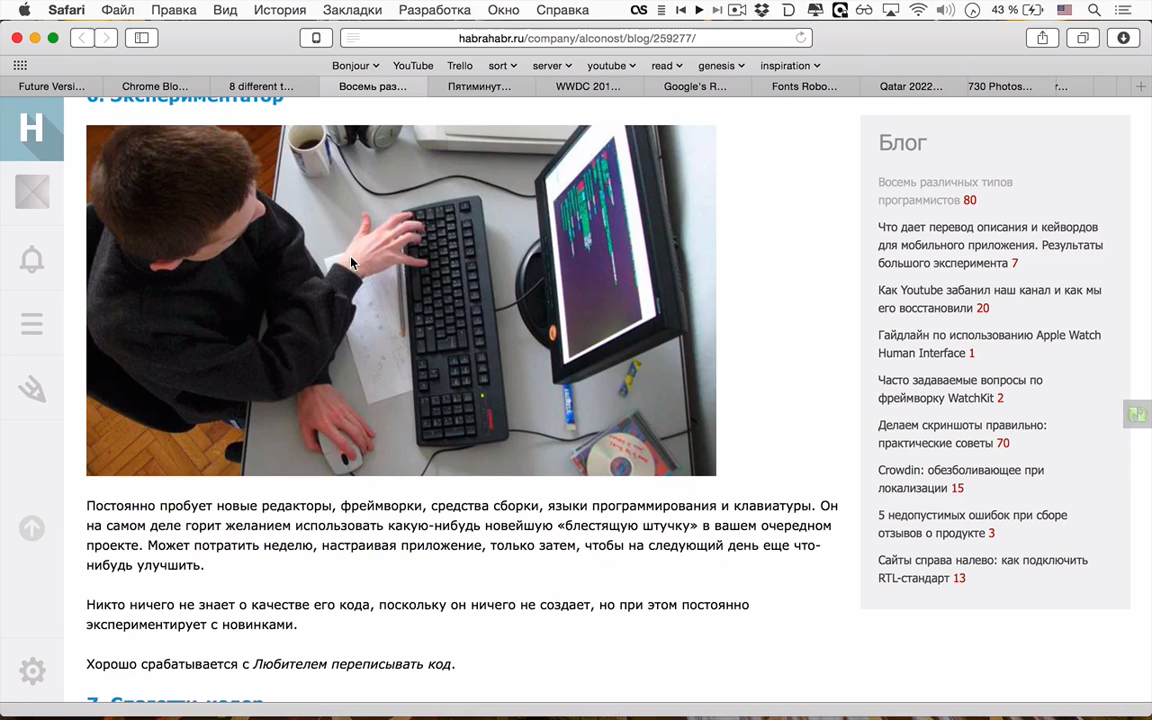 Safari Файл Правка Вид История Закладки Разработка Окно Справка 43 %
habrahabr.ru/company/alconost/blog/259277/
Bonjour YouTube Trello sort server youtube read genesis inspiration
Future Versi... Chrome Blo... 8 different t... Восемь раз... Пятиминут... WWDC 201... Google's R... Fonts Robo... Qatar 2022... 730 Photos... r...
H
6. Экспериментатор
Постоянно пробует новые редакторы, фреймворки, средства сборки, языки программирования и клавиатуры. Он
на самом деле горит желанием использовать какую-нибудь новейшую «блестящую штучку» в вашем очередном
проекте. Может потратить неделю, настраивая приложение, только затем, чтобы на следующий день еще что-
нибудь улучшить.
Никто ничего не знает о качестве его кода, поскольку он ничего не создает, но при этом постоянно
экспериментирует с новинками.
Хорошо срабатывается с Любителем переписывать код.
7. Спагетти-кодер
Блог
Восемь различных типов
программистов 80
Что дает перевод описания и кейвордов
для мобильного приложения. Результаты
большого эксперимента 7
Как Youtube забанил наш канал и как мы
его восстановили 20
Гайдлайн по использованию Apple Watch
Human Interface 1
Часто задаваемые вопросы по
фреймворку WatchKit 2
Делаем скриншоты правильно:
практические советы 70
Crowdin: обезболивающее при
локализации 15
5 недопустимых ошибок при сборе
отзывов о продукте 3
Сайты справа налево: как подключить
RTL-стандарт 13